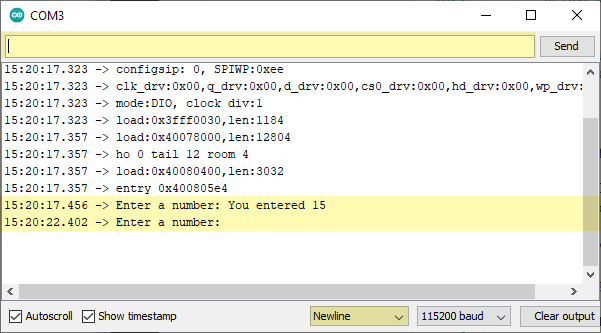 COM3
Send
15:20:17.323 -> configsip: 0, SPIWP:0xee
15:20:17.323 -> clk_drv:0x00,q_drv:0x00,d_drv:0x00,cs0_drv:0x00,hd_drv:0x00,wp_drv:
15:20:17.323 -> mode:DIO, clock div:1
15:20:17.323 -> load:0x3fff0030,len:1184
15:20:17.357 -> load:0x40078000,len:12804
15:20:17.357 -> ho 0 tail 12 room 4
15:20:17.357 -> load:0x40080400,len:3032
15:20:17.357 -> entry 0x400805e4
15:20:17.456 -> Enter a number: You entered 15
15:20:22.402 -> Enter a number:
Autoscroll Show timestamp Newline 115200 baud Clear output